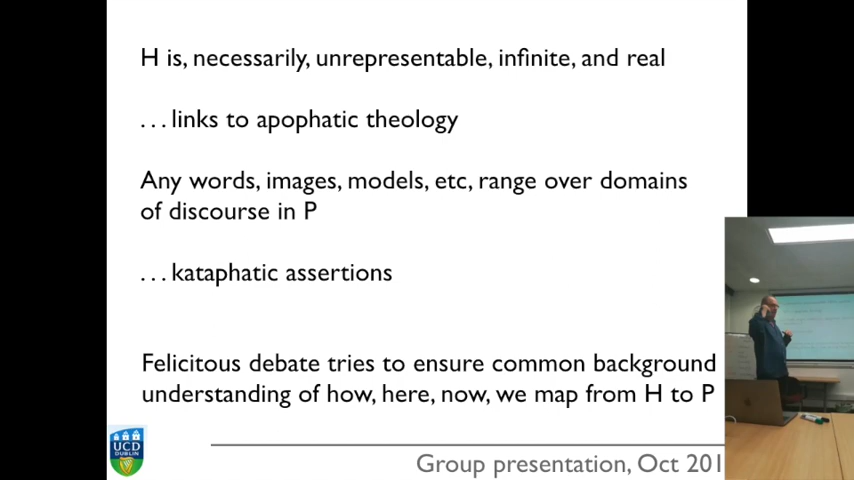 H is, necessarily, unrepresentable, infinite, and real
...links to apophatic theology
Any words, images, models, etc, range over domains
of discourse in P
...kataphatic assertions
Felicitous debate tries to ensure common background
understanding of how, here, now, we map from H to P
UCD
DUBLIN
Group presentation, Oct 201